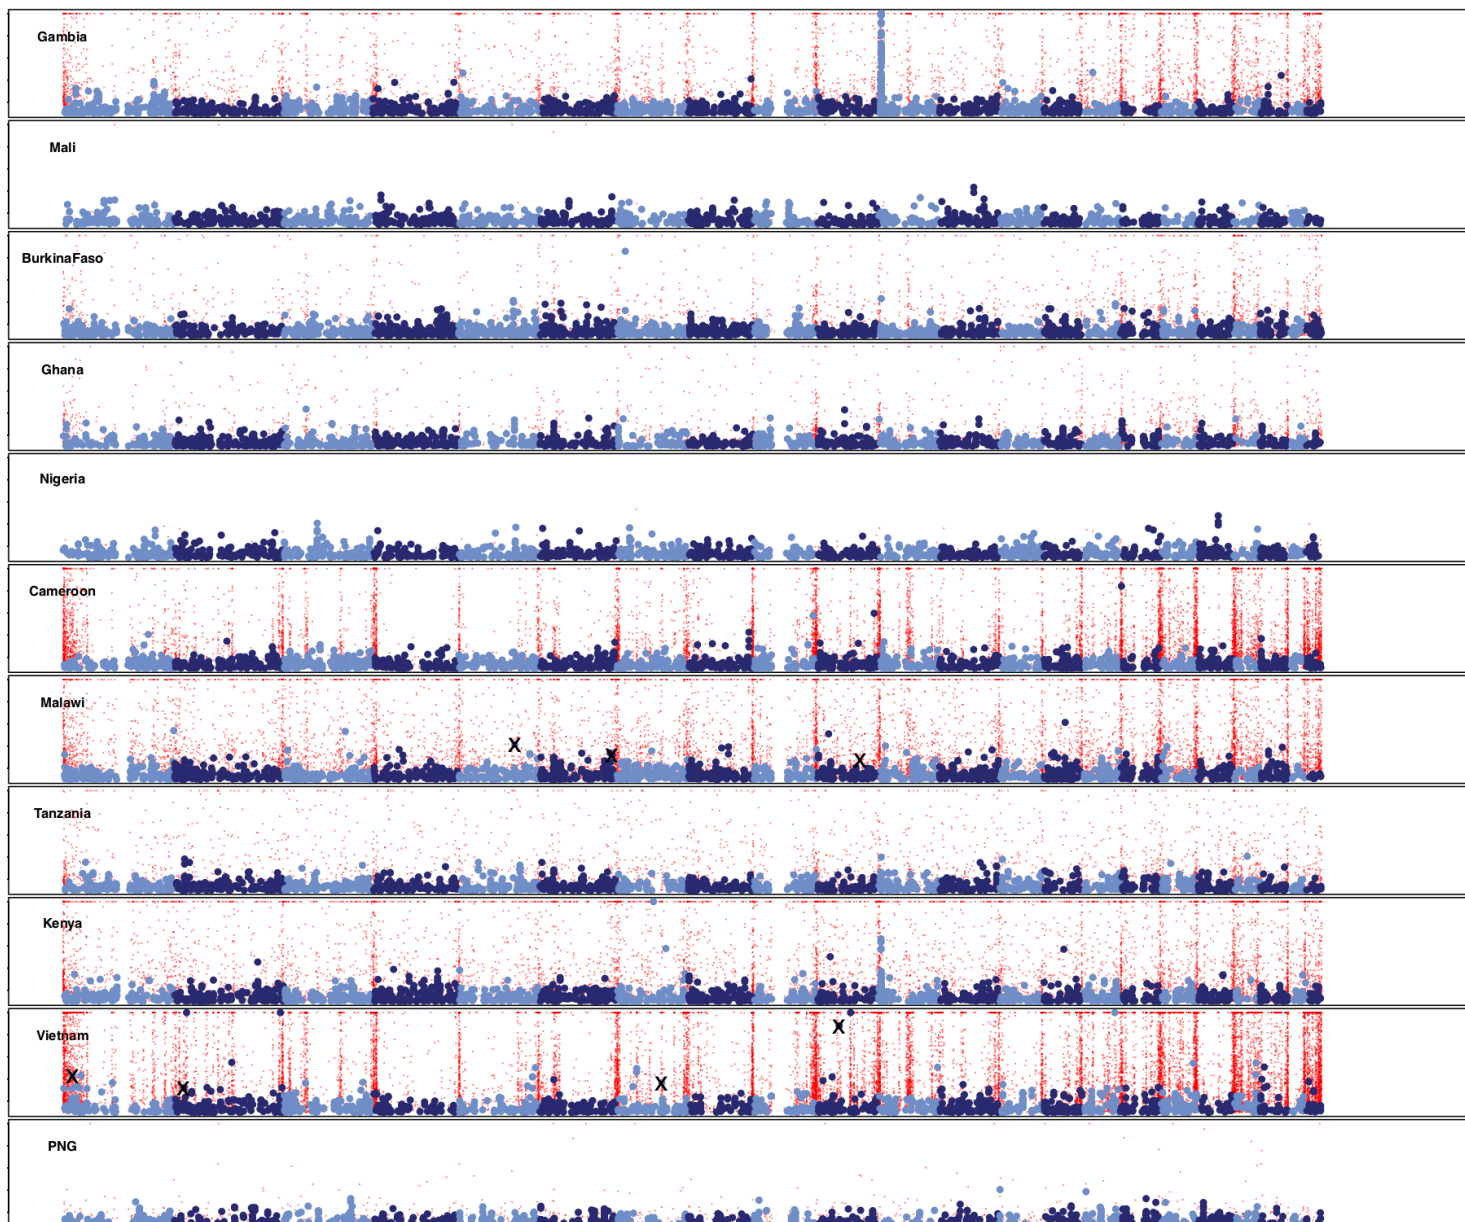 Gambia
Mali
BurkinaFaso
Ghana
Nigeria
Cameroon
Malawi
X X X
Tanzania
Kenya
Vietnam
X
X X X
PNG